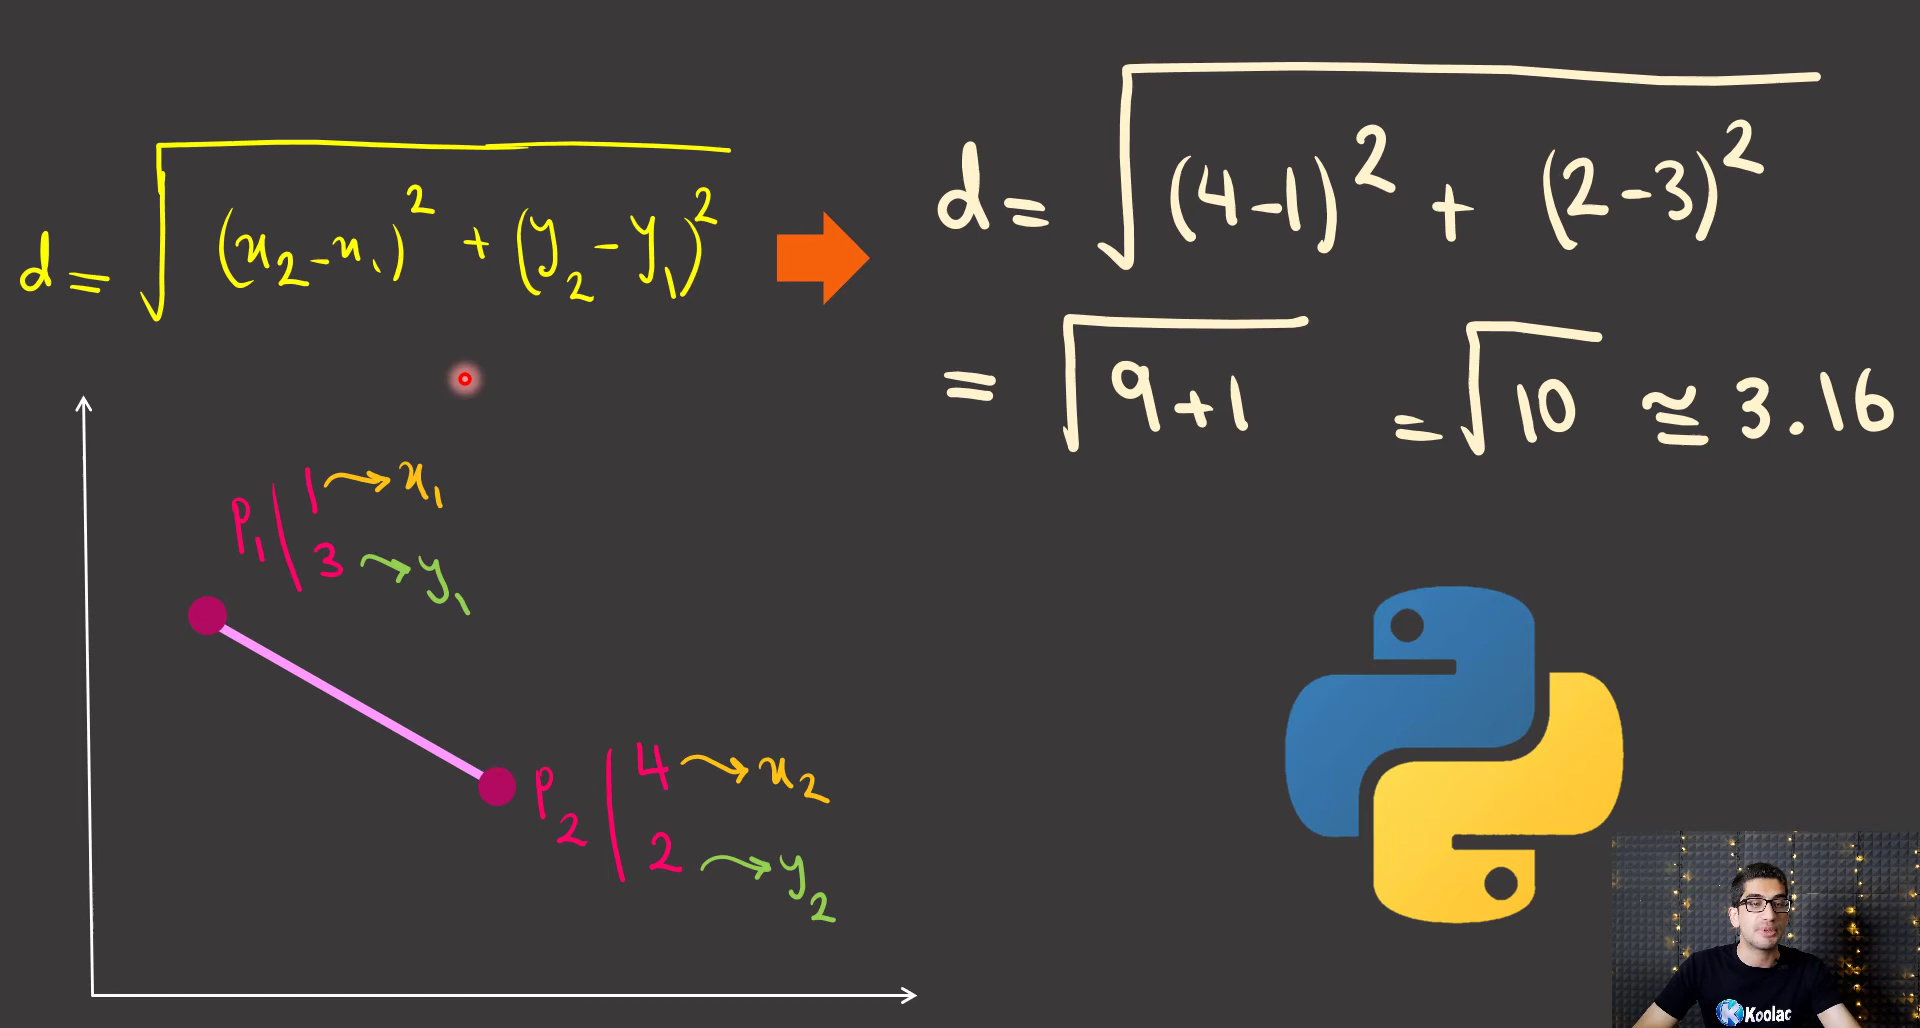 d = √(x₂ - x₁)² + (y₂ - y₁)²
d = √(4-1)² + (2-3)²
= √9+1 = √10 ≅ 3.16
P₁ | 1 → x₁
3 → y₁
P₂ | 4 → x₂
2 → y₂
Koolac